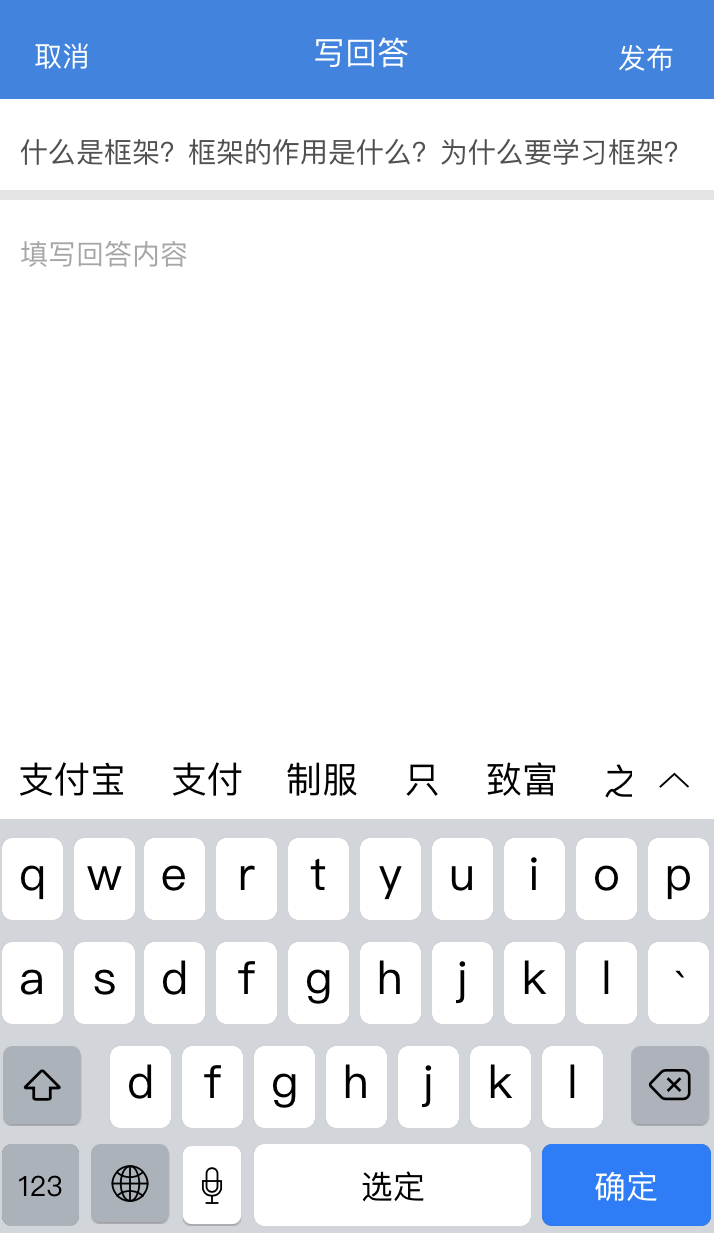 取消 写回答 发布
什么是框架？框架的作用是什么？为什么要学习框架？
填写回答内容
支付宝 支付 制服 只 致富 之
q w e r t y u i o p
a s d f g h j k l 、
d f g h j k l
123 选定 确定